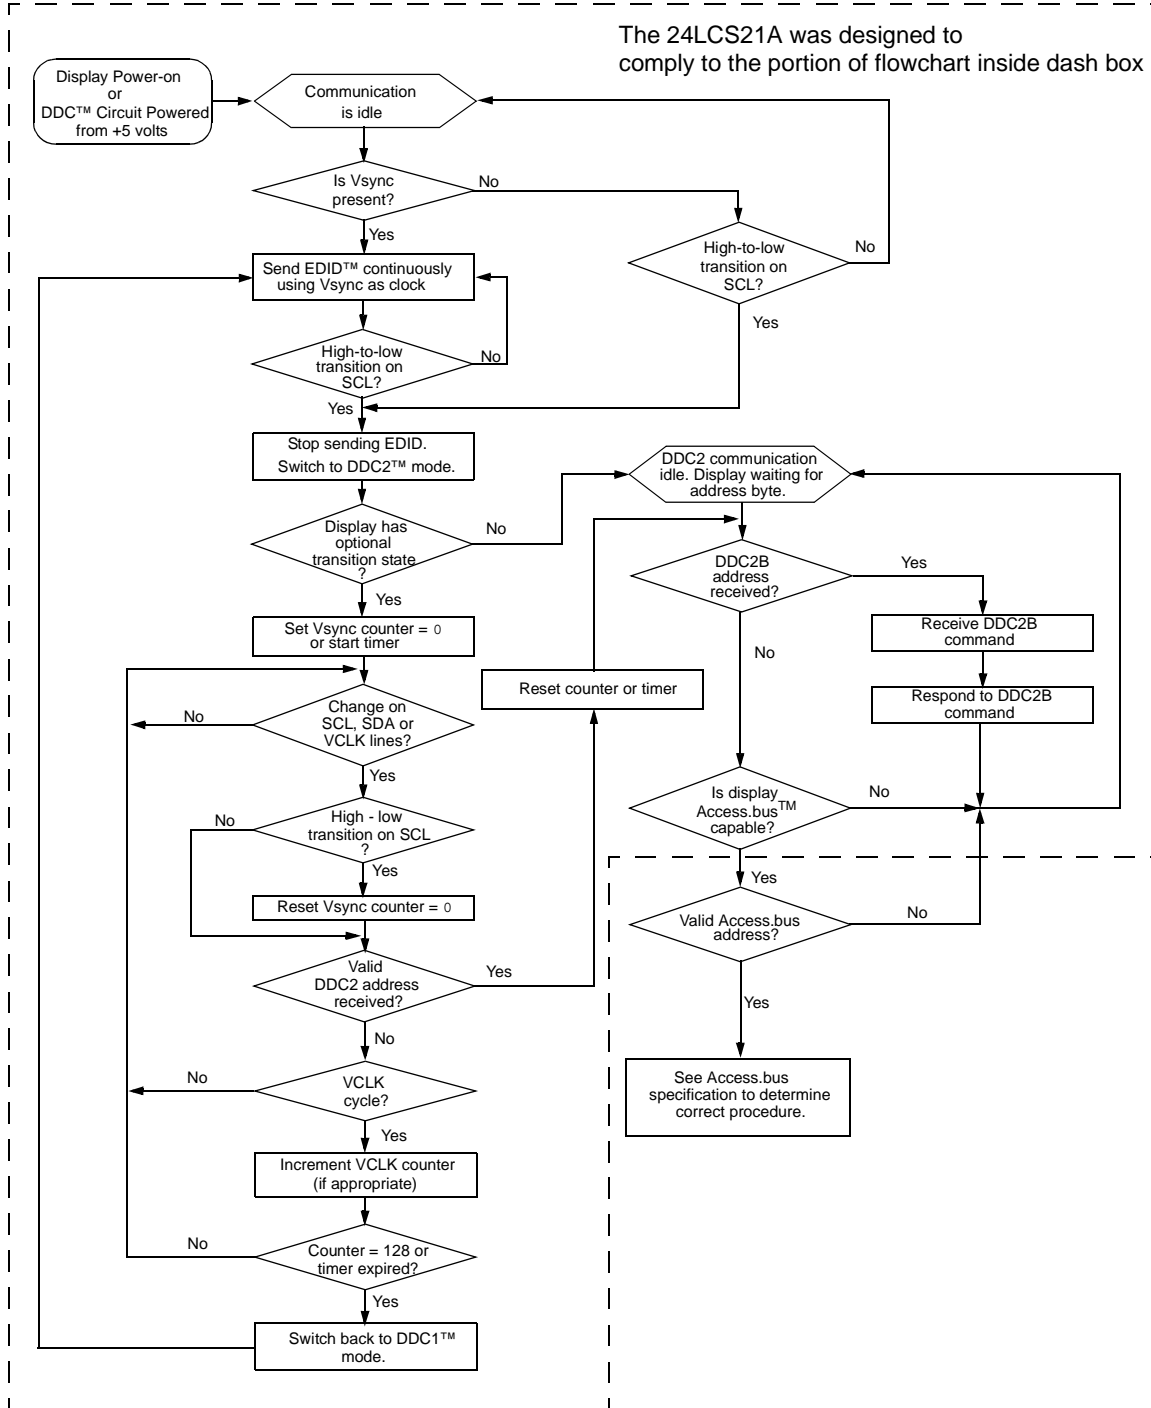 The 24LCS21A was designed to
comply to the portion of flowchart inside dash box
Display Power-on
or
DDC™ Circuit Powered
from +5 volts
Communication
is idle
Is Vsync
present?
No
Yes
High-to-low
transition on
SCL?
No
Yes
Send EDID™ continuously
using Vsync as clock
High-to-low
transition on
SCL?
No
Yes
Stop sending EDID.
Switch to DDC2™ mode.
Display has
optional
transition state
?
No
Yes
Set Vsync counter = 0
or start timer
Change on
SCL, SDA or
VCLK lines?
No
Yes
High - low
transition on SCL
?
No
Yes
Reset Vsync counter = 0
Valid
DDC2 address
received?
Yes
No
VCLK
cycle?
No
Yes
Increment VCLK counter
(if appropriate)
Counter = 128 or
timer expired?
No
Yes
Switch back to DDC1™
mode.
Reset counter or timer
DDC2 communication
idle. Display waiting for
address byte.
DDC2B
address
received?
Yes
No
Receive DDC2B
command
Respond to DDC2B
command
Is display
Access.bus™
capable?
No
Yes
Valid Access.bus
address?
No
Yes
See Access.bus
specification to determine
correct procedure.